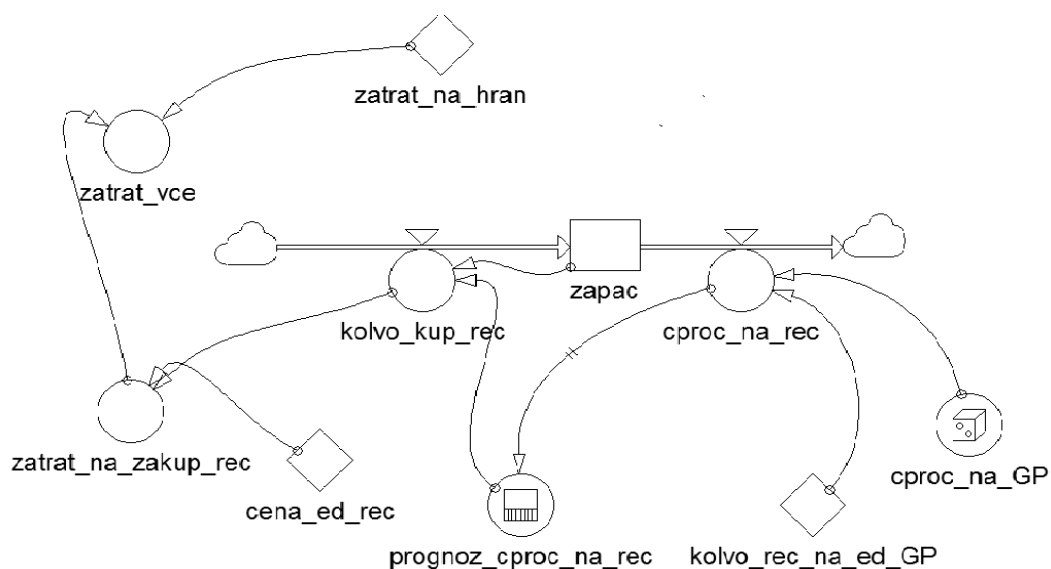 zatrat_na_hran
zatrat_vce
zapac
kolvo_kup_rec
cproc_na_rec
zatrat_na_zakup_rec
cproc_na_GP
cena_ed_rec
prognoz_cproc_na_rec
kolvo_rec_na_ed_GP